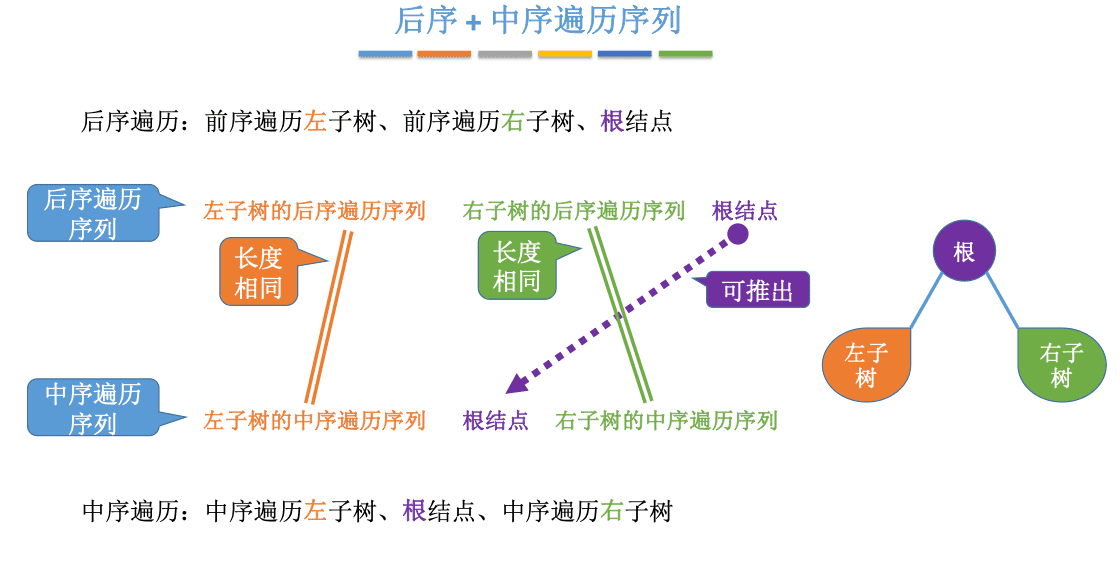 后序 + 中序遍历序列
后序遍历：前序遍历左子树、前序遍历右子树、根结点
后序遍历
序列
左子树的后序遍历序列 右子树的后序遍历序列 根结点
长度
相同
长度
相同
可推出
根
左子
树
右子
树
中序遍历
序列
左子树的中序遍历序列 根结点 右子树的中序遍历序列
中序遍历：中序遍历左子树、根结点、中序遍历右子树